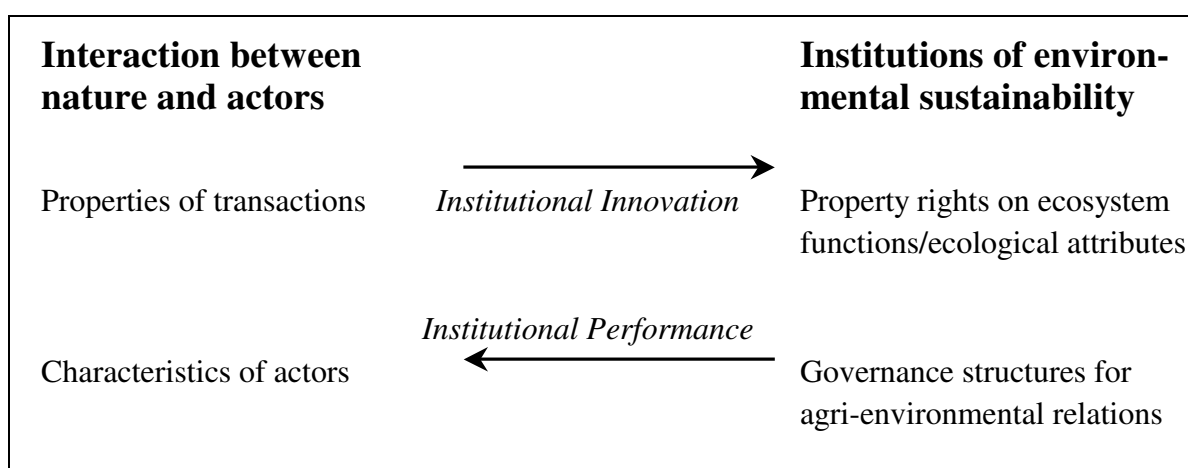 Interaction between
nature and actors
Institutions of environ-
mental sustainability
Properties of transactions
Institutional Innovation
Property rights on ecosystem
functions/ecological attributes
Institutional Performance
Characteristics of actors
Governance structures for
agri-environmental relations